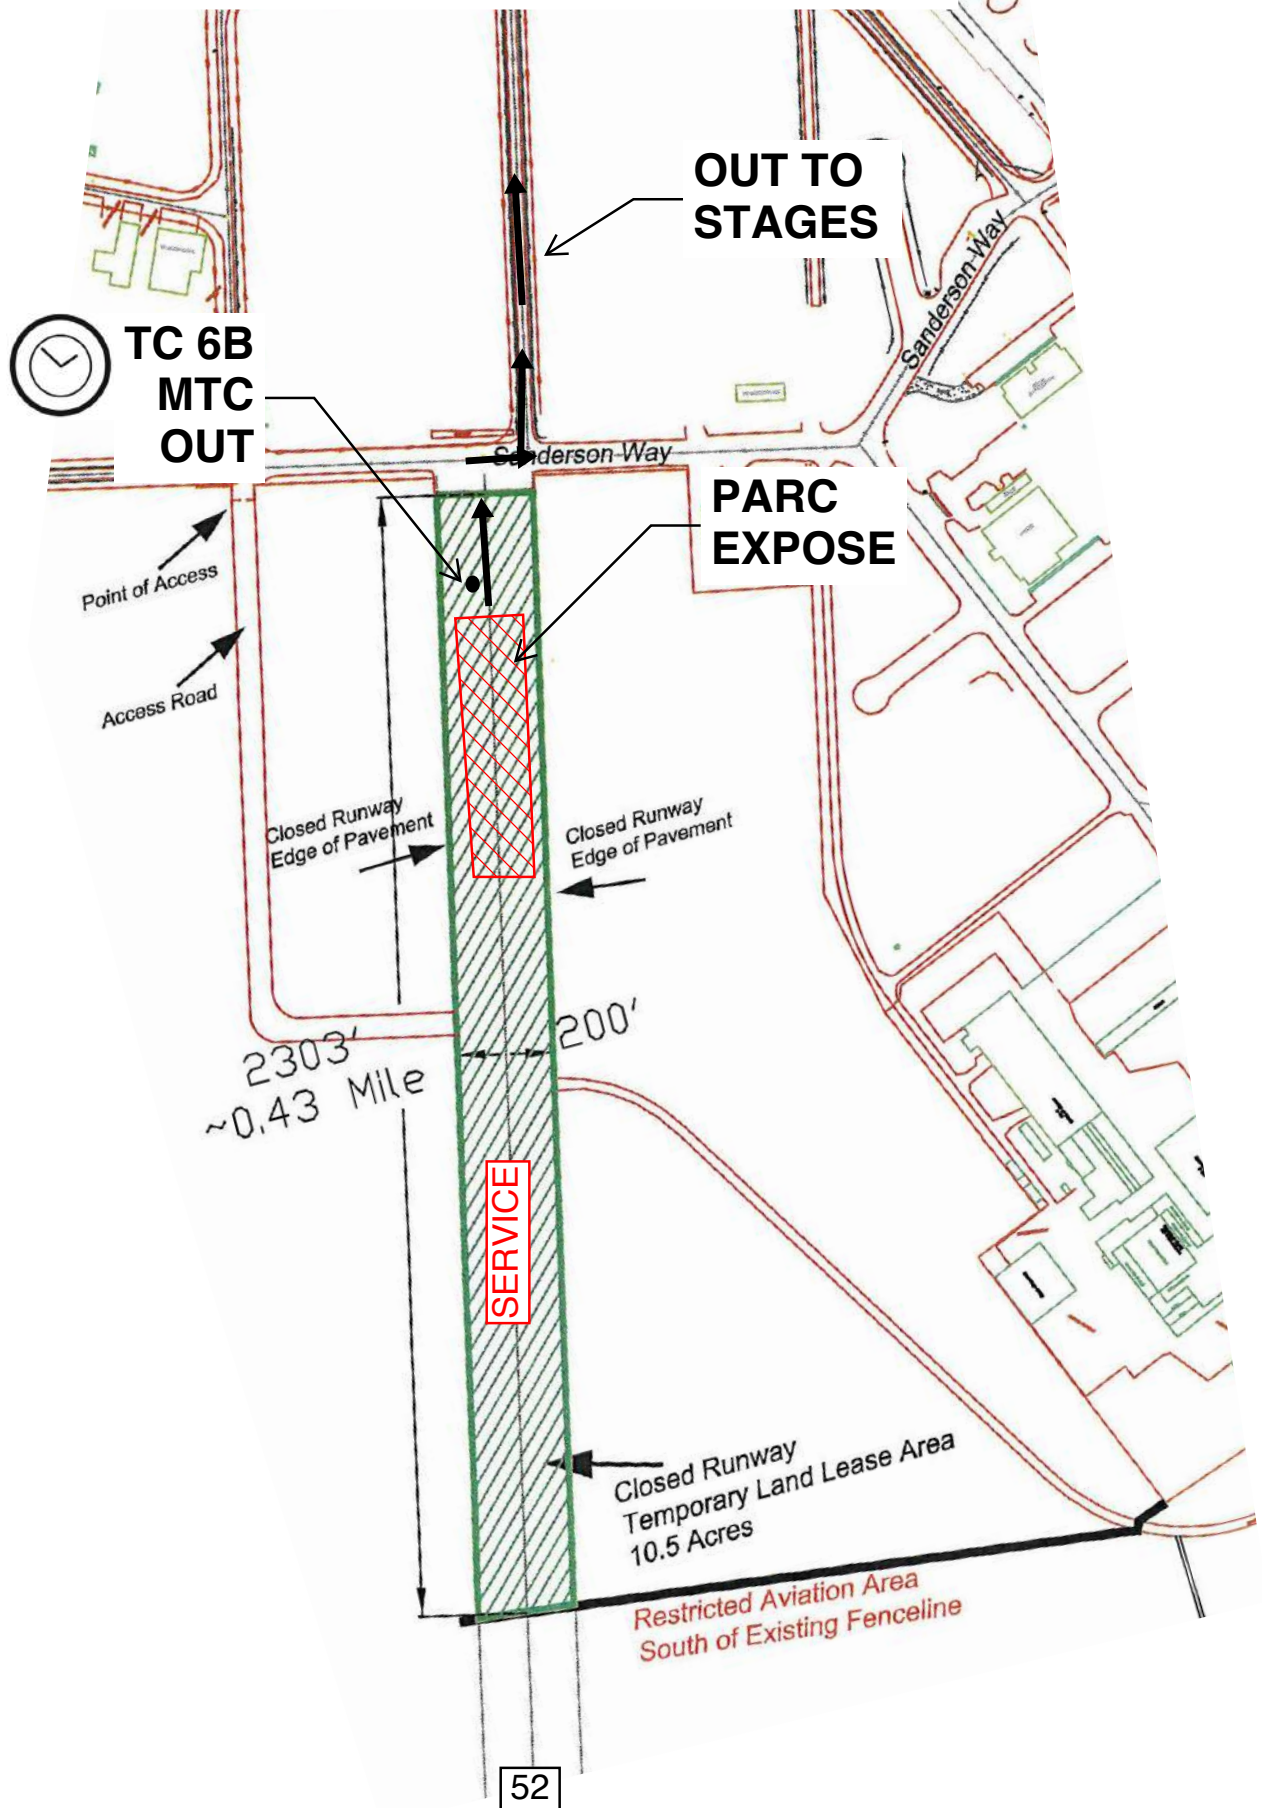 OUT TO
STAGES
Sanderson Way
TC 6B
MTC
OUT
Sanderson Way
PARC
EXPOSE
Point of Access
Access Road
Closed Runway
Edge of Pavement
Closed Runway
Edge of Pavement
200'
2303'
~0.43 Mile
SERVICE
Closed Runway
Temporary Land Lease Area
10.5 Acres
Restricted Aviation Area
South of Existing Fenceline
52